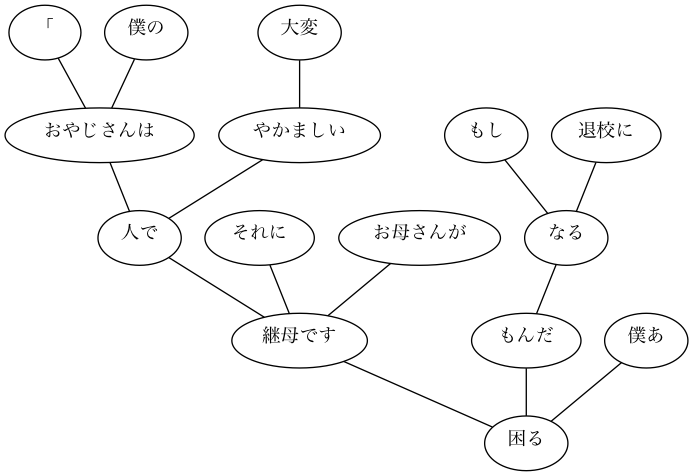 「
僕の
大変
おやじさんは
やかましい
もし
退校に
人で
それに
お母さんが
なる
継母です
もんだ
僕あ
困る